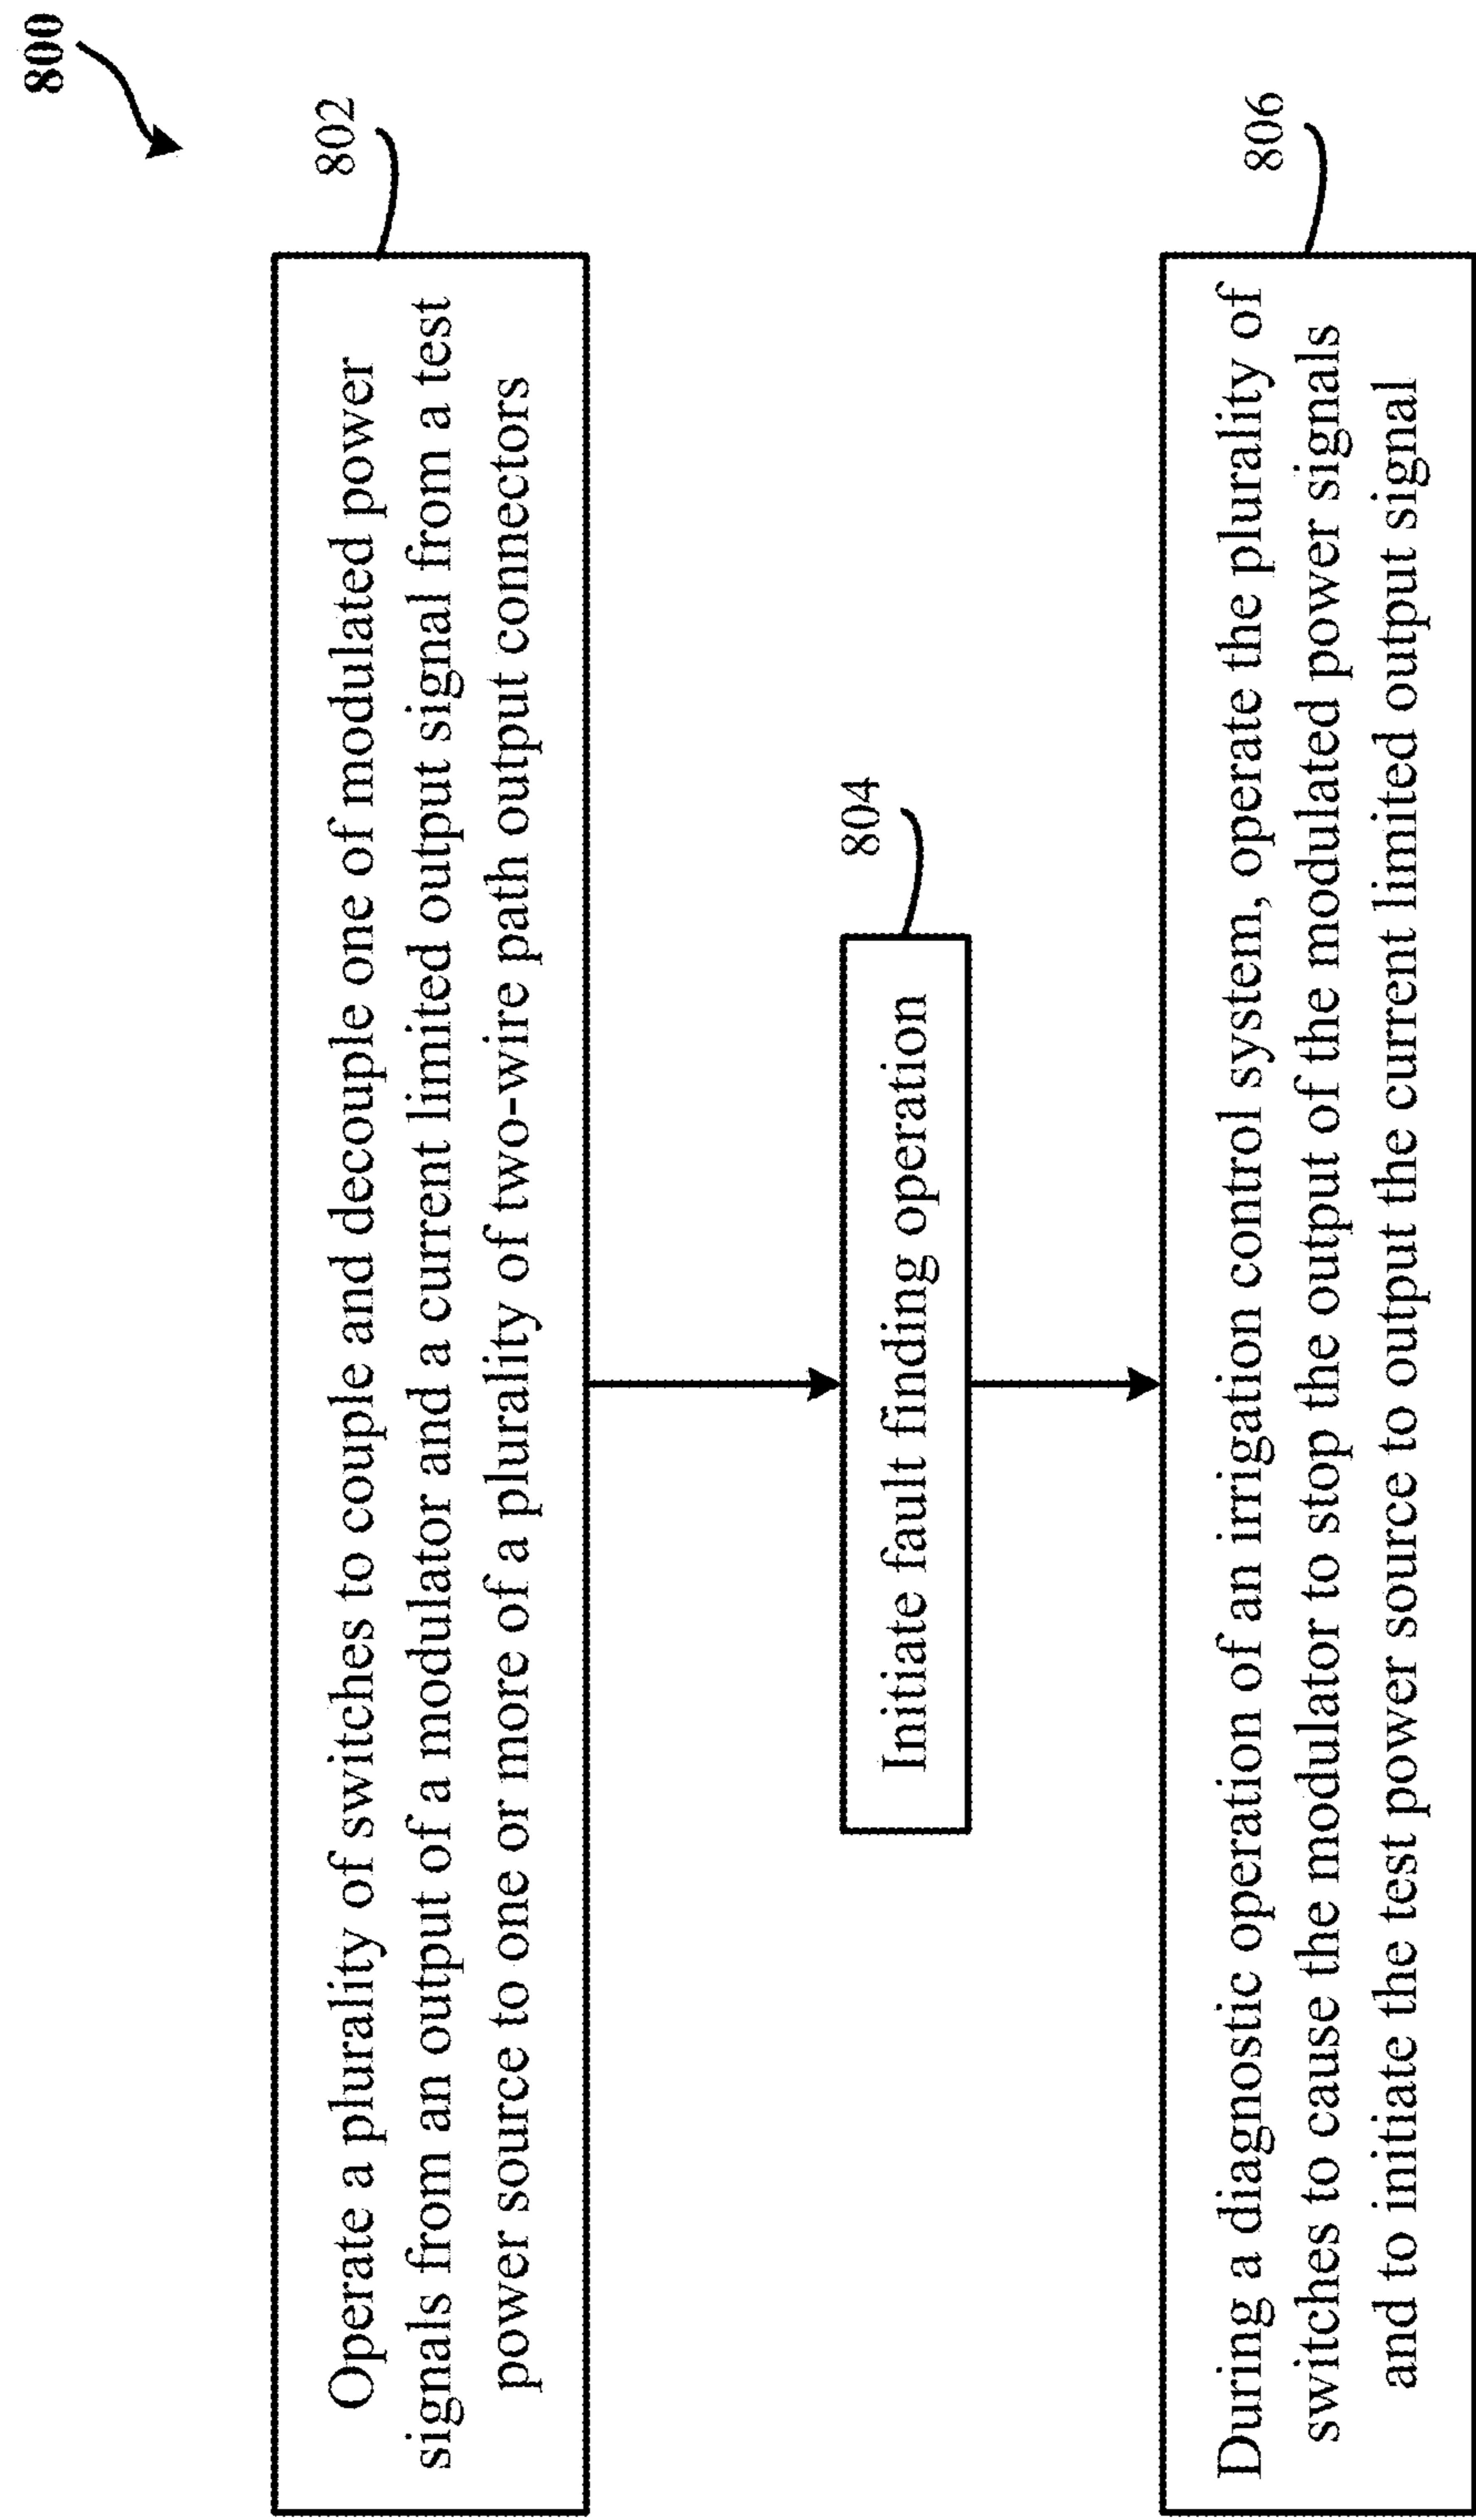 800
802
Operate a plurality of switches to couple and decouple one of modulated power
signals from an output of a modulator and a current limited output signal from a test
power source to one or more of a plurality of two-wire path output connectors
804
Initiate fault finding operation
806
During a diagnostic operation of an irrigation control system, operate the plurality of
switches to cause the modulator to stop the output of the modulated power signals
and to initiate the test power source to output the current limited output signal